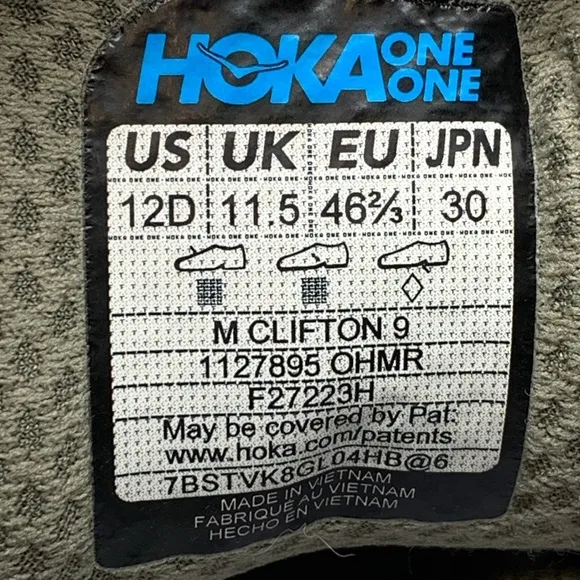 HOKA ONE ONE
US UK EU JPN
12D 11.5 46⅔ 30
M CLIFTON 9
1127895 OHMR
F27223H
May be covered by Pat:
www.hoka.com/patents
7BSTVK8GL04HB@6
MADE IN VIETNAM
FABRIQUÉ AU VIETNAM
HECHO EN VIETNAM